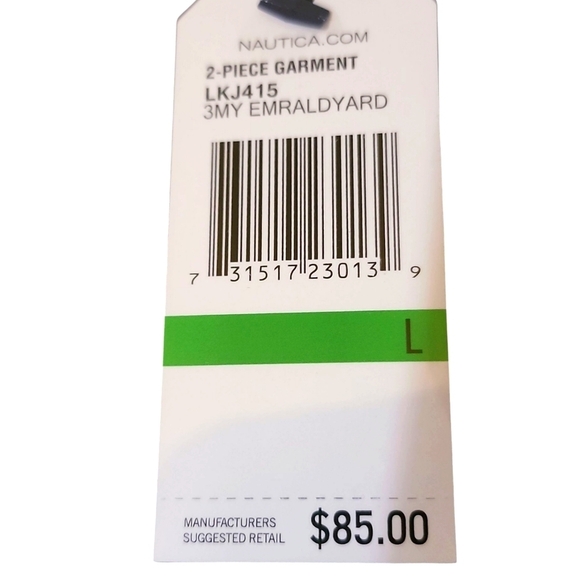 NAUTICA.COM
2-PIECE GARMENT
LKJ415
3MY EMRALDYARD
7 31517 23013 9
L
MANUFACTURERS
SUGGESTED RETAIL $85.00